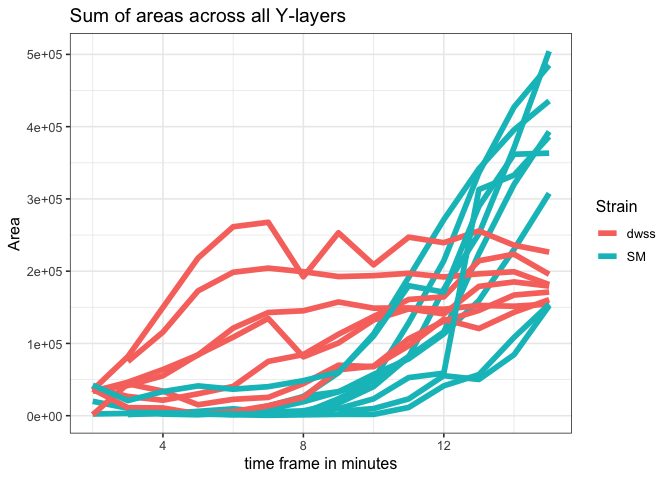 Sum of areas across all Y-layers
5e+05
4e+05
3e+05
2e+05
1e+05
0e+00
Area
4
8
12
time frame in minutes
Strain
dwss
SM